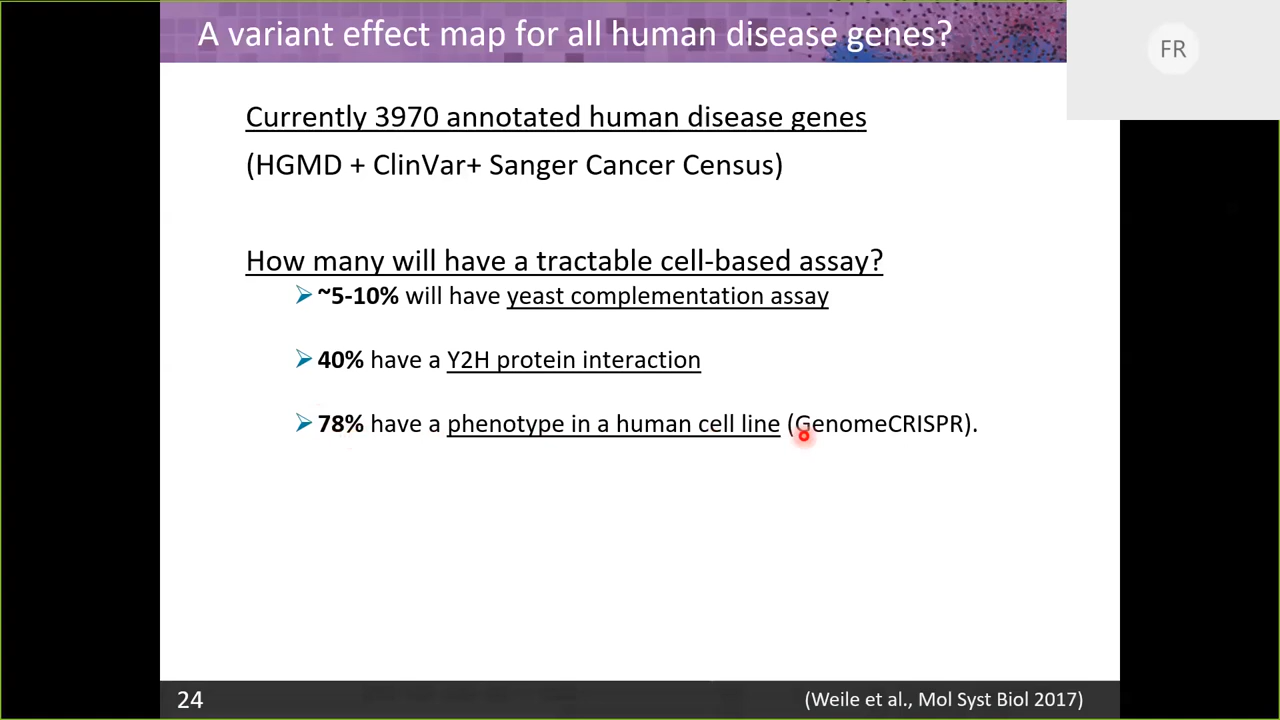 A variant effect map for all human disease genes?
FR
Currently 3970 annotated human disease genes
(HGMD + ClinVar+ Sanger Cancer Census)
How many will have a tractable cell-based assay?
~5-10% will have yeast complementation assay
40% have a Y2H protein interaction
78% have a phenotype in a human cell line (GenomeCRISPR).
24
(Weile et al., Mol Syst Biol 2017)